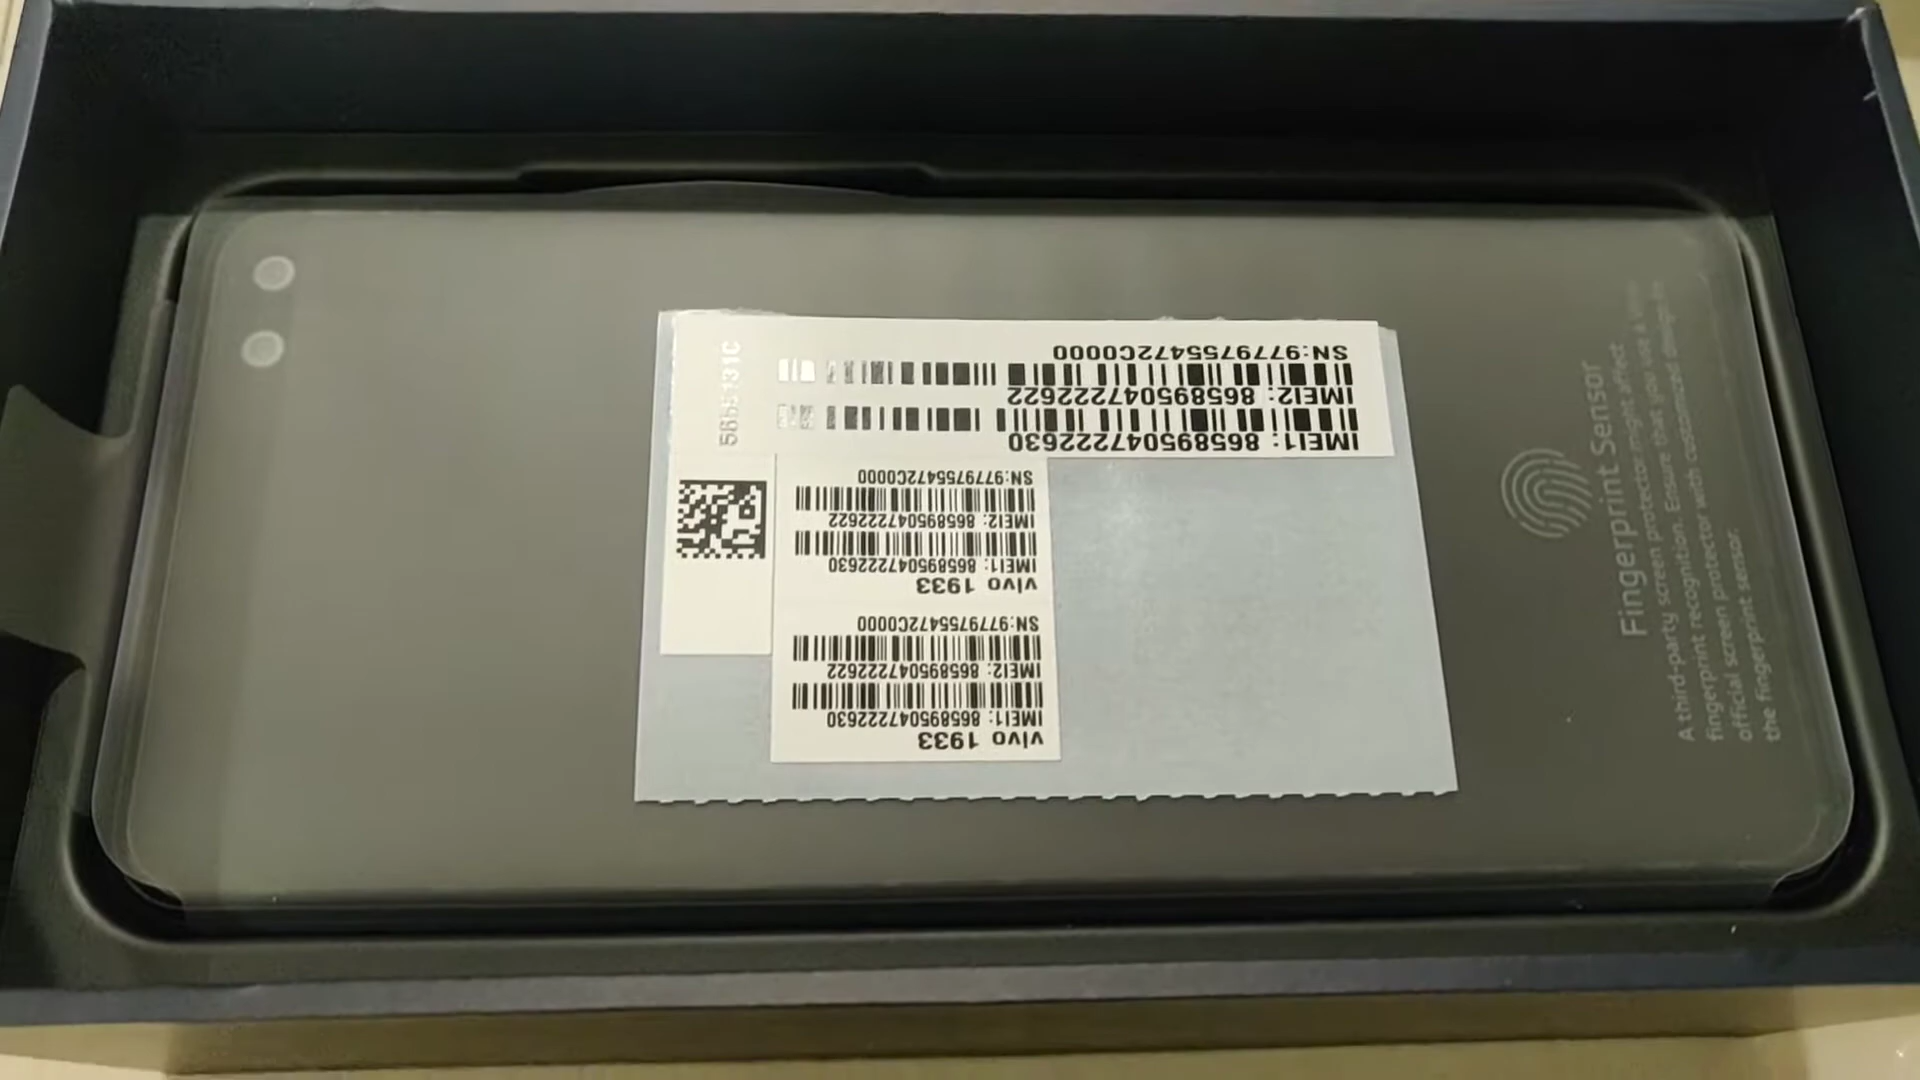 IMEI1: 865895047222630
IMEI2: 865895047222622
SN:9779755472C0000
vivo 1933
IMEI1: 865895047222630
IMEI2: 865895047222622
SN:9779755472C0000
vivo 1933
IMEI1: 865895047222630
IMEI2: 865895047222622
SN:9779755472C0000
Fingerprint Sensor
A third-party screen protector might affect
fingerprint recognition. Ensure that you use a vivo
official screen protector with customized design for
the fingerprint sensor.